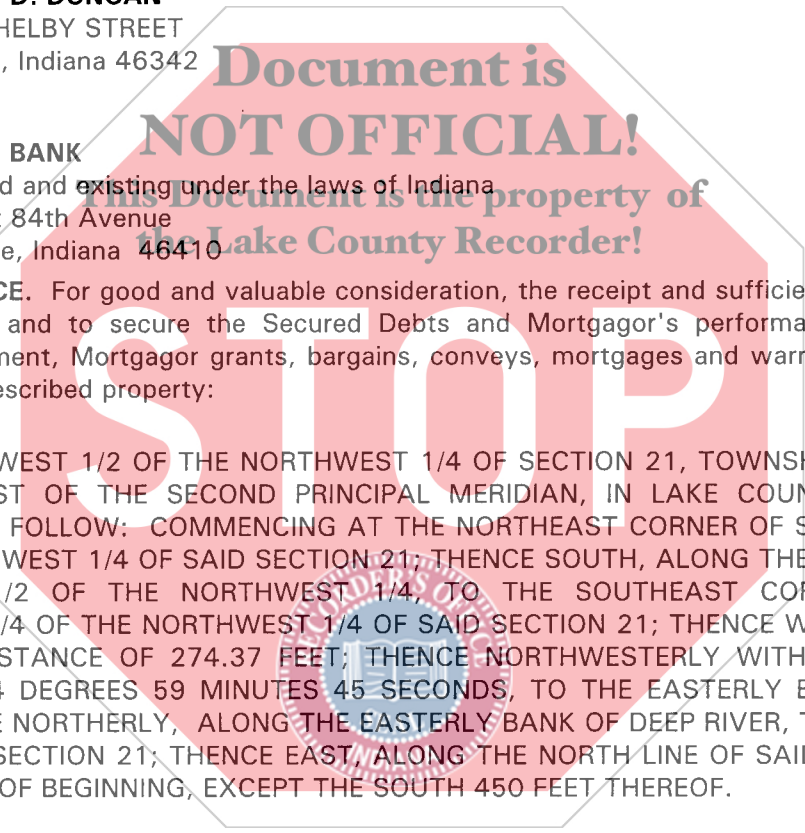 D. DUNCAN
HELBY STREET
, Indiana 46342
Document is
NOT OFFICIAL!
BANK
d and existing under the laws of Indiana
This Document is the property of
84th Avenue
the Lake County Recorder!
e, Indiana 46410
CE. For good and valuable consideration, the receipt and sufficie
and to secure the Secured Debts and Mortgagor's performa
ment, Mortgagor grants, bargains, conveys, mortgages and warr
escribed property:
STOP
WEST 1/2 OF THE NORTHWEST 1/4 OF SECTION 21, TOWNSH
ST OF THE SECOND PRINCIPAL MERIDIAN, IN LAKE COUN
FOLLOW: COMMENCING AT THE NORTHEAST CORNER OF S
WEST 1/4 OF SAID SECTION 21; THENCE SOUTH, ALONG THE
/2 OF THE NORTHWEST 1/4, TO THE SOUTHEAST COR
/4 OF THE NORTHWEST 1/4 OF SAID SECTION 21; THENCE W
STANCE OF 274.37 FEET; THENCE NORTHWESTERLY WITH
4 DEGREES 59 MINUTES 45 SECONDS, TO THE EASTERLY B
E NORTHERLY, ALONG THE EASTERLY BANK OF DEEP RIVER, T
SECTION 21; THENCE EAST, ALONG THE NORTH LINE OF SAI
OF BEGINNING, EXCEPT THE SOUTH 450 FEET THEREOF.
RECORDER'S OFFICE
INDIANA